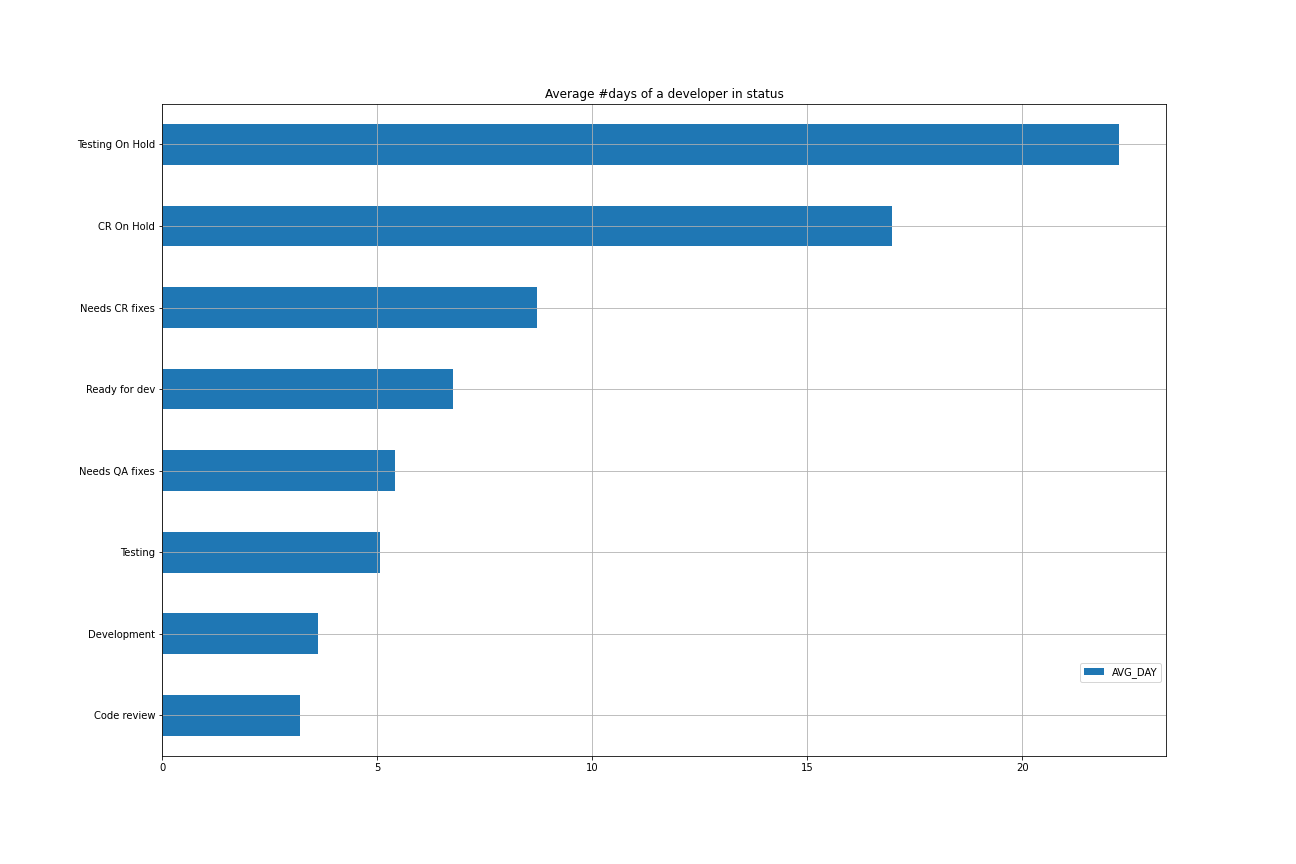 Average #days of a developer in status
Testing On Hold
CR On Hold
Needs CR fixes
Ready for dev
Needs QA fixes
Testing
Development
Code review
AVG_DAY
0 5 10 15 20